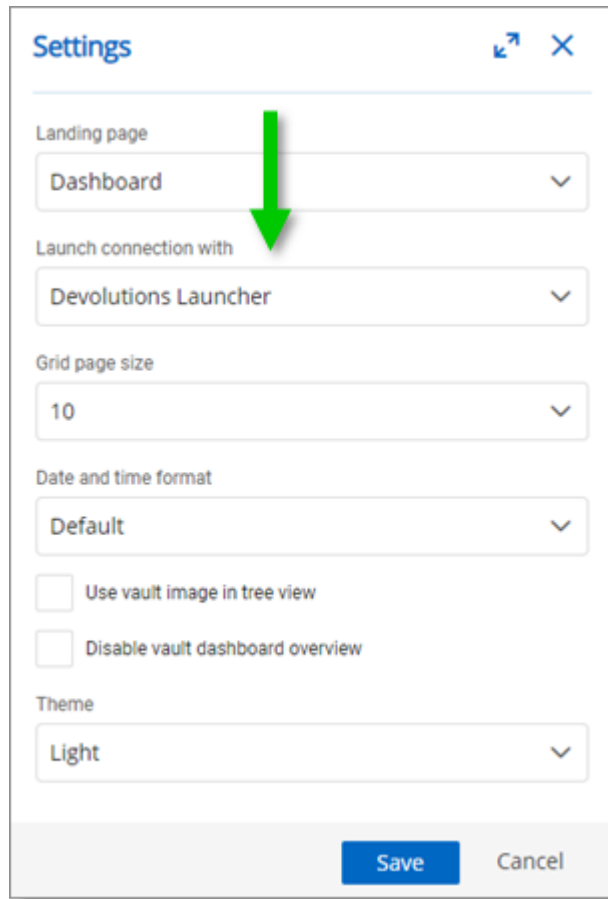 Settings
Landing page
Dashboard
Launch connection with
Devolutions Launcher
Grid page size
10
Date and time format
Default
Use vault image in tree view
Disable vault dashboard overview
Theme
Light
Save Cancel